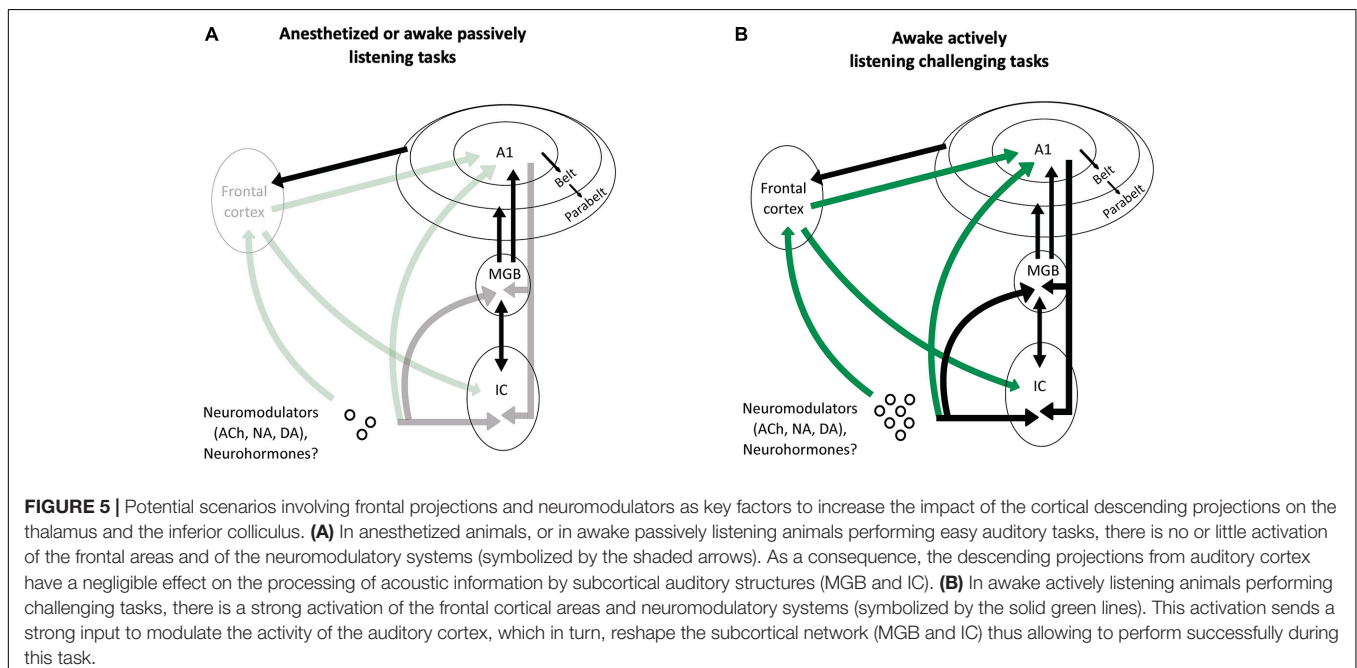 A
Anesthetized or awake passively
listening tasks
A1
Belt
Parabelt
Frontal
cortex
MGB
IC
Neuromodulators
(ACh, NA, DA),
Neurohormones?
B
Awake actively
listening challenging tasks
A1
Belt
Parabelt
Frontal
cortex
MGB
IC
Neuromodulators
(ACh, NA, DA),
Neurohormones?
FIGURE 5 | Potential scenarios involving frontal projections and neuromodulators as key factors to increase the impact of the cortical descending projections on the
thalamus and the inferior colliculus. (A) In anesthetized animals, or in awake passively listening animals performing easy auditory tasks, there is no or little activation
of the frontal areas and of the neuromodulatory systems (symbolized by the shaded arrows). As a consequence, the descending projections from auditory cortex
have a negligible effect on the processing of acoustic information by subcortical auditory structures (MGB and IC). (B) In awake actively listening animals performing
challenging tasks, there is a strong activation of the frontal cortical areas and neuromodulatory systems (symbolized by the solid green lines). This activation sends a
strong input to modulate the activity of the auditory cortex, which in turn, reshape the subcortical network (MGB and IC) thus allowing to perform successfully during
this task.